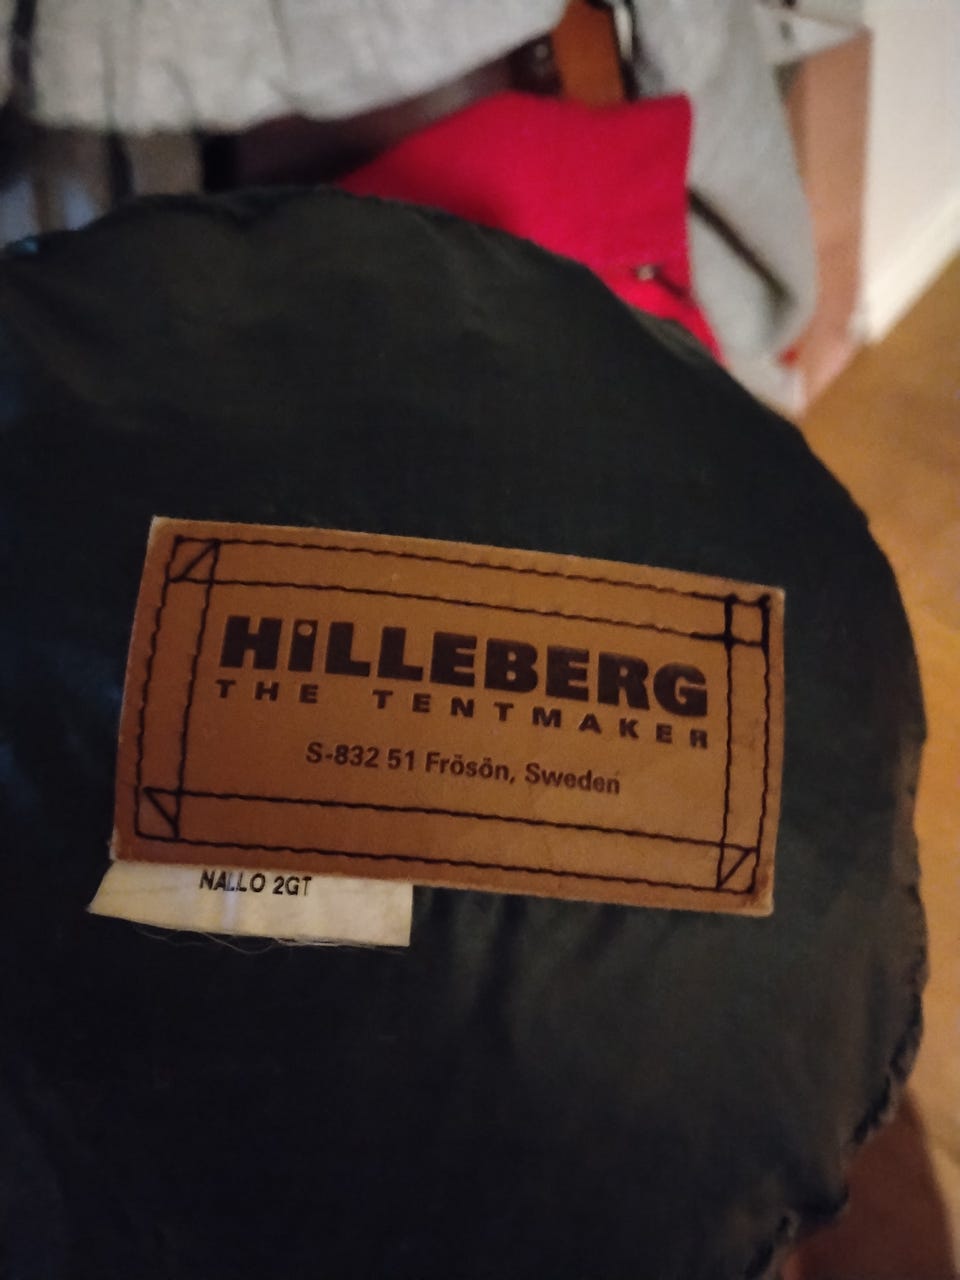 HiLLEBERG
THE TENTMAKER
S-832 51 Frösön, Sweden
NALLO 2GT